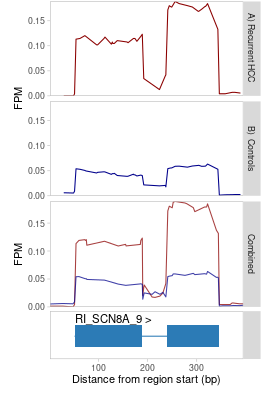 0.15
0.10
0.05
0.00
FPM
A) Recurrent HCC
0.15
0.10
0.05
0.00
B) Controls
0.15
0.10
0.05
0.00
FPM
Combined
RI_SCN8A_9 >
100 200 300
Distance from region start (bp)